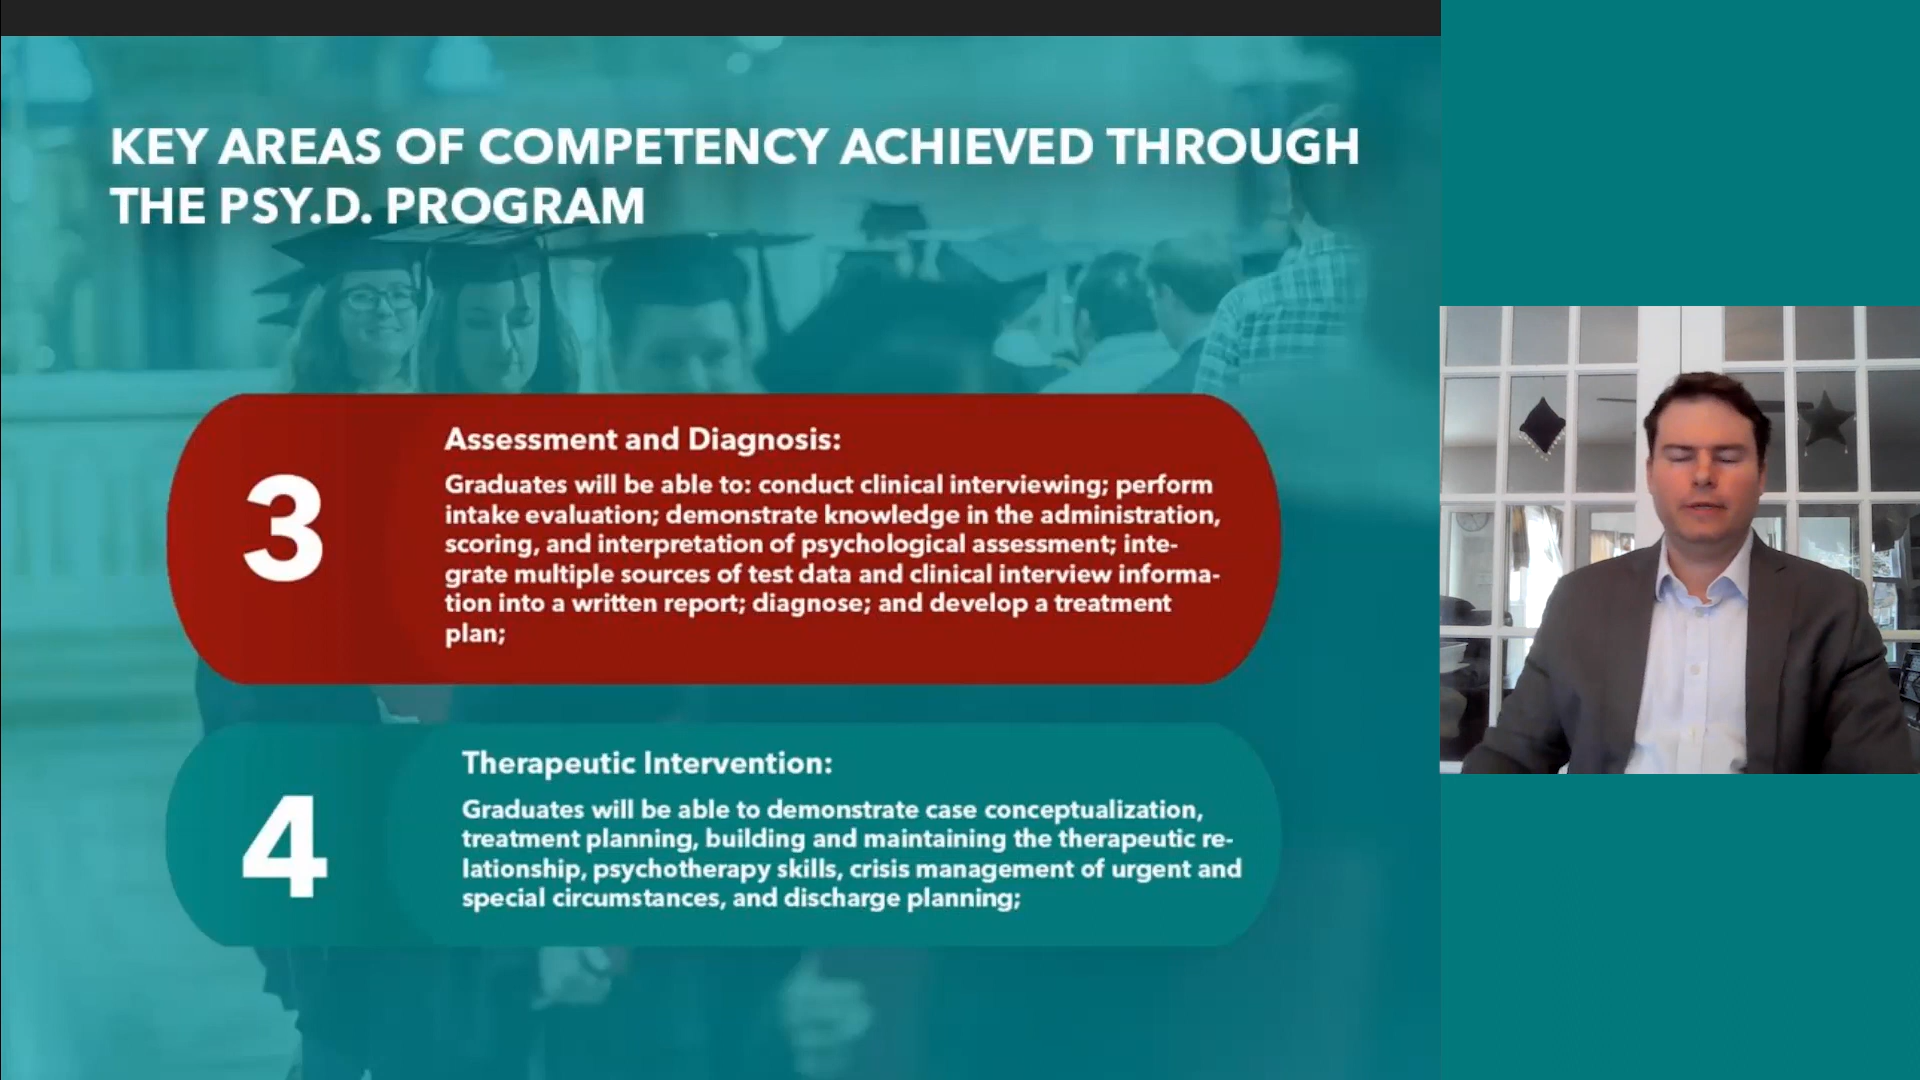 KEY AREAS OF COMPETENCY ACHIEVED THROUGH
THE PSY.D. PROGRAM
3
Assessment and Diagnosis:
Graduates will be able to: conduct clinical interviewing; perform
intake evaluation; demonstrate knowledge in the administration,
scoring, and interpretation of psychological assessment; inte-
grate multiple sources of test data and clinical interview informa-
tion into a written report; diagnose; and develop a treatment
plan;
4
Therapeutic Intervention:
Graduates will be able to demonstrate case conceptualization,
treatment planning, building and maintaining the therapeutic re-
lationship, psychotherapy skills, crisis management of urgent and
special circumstances, and discharge planning;